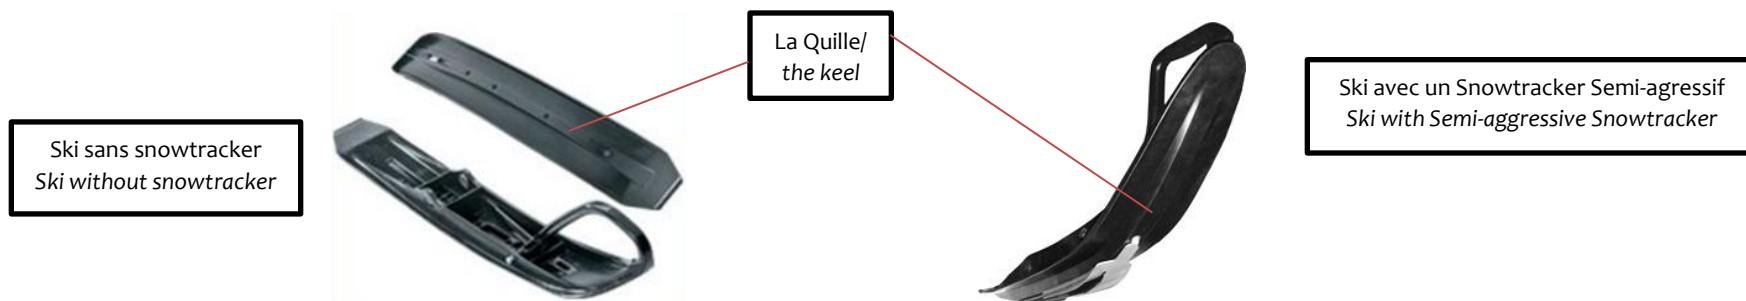 La Quille/
the keel
Ski sans snowtracker
Ski without snowtracker
Ski avec un Snowtracker Semi-agressif
Ski with Semi-aggressive Snowtracker